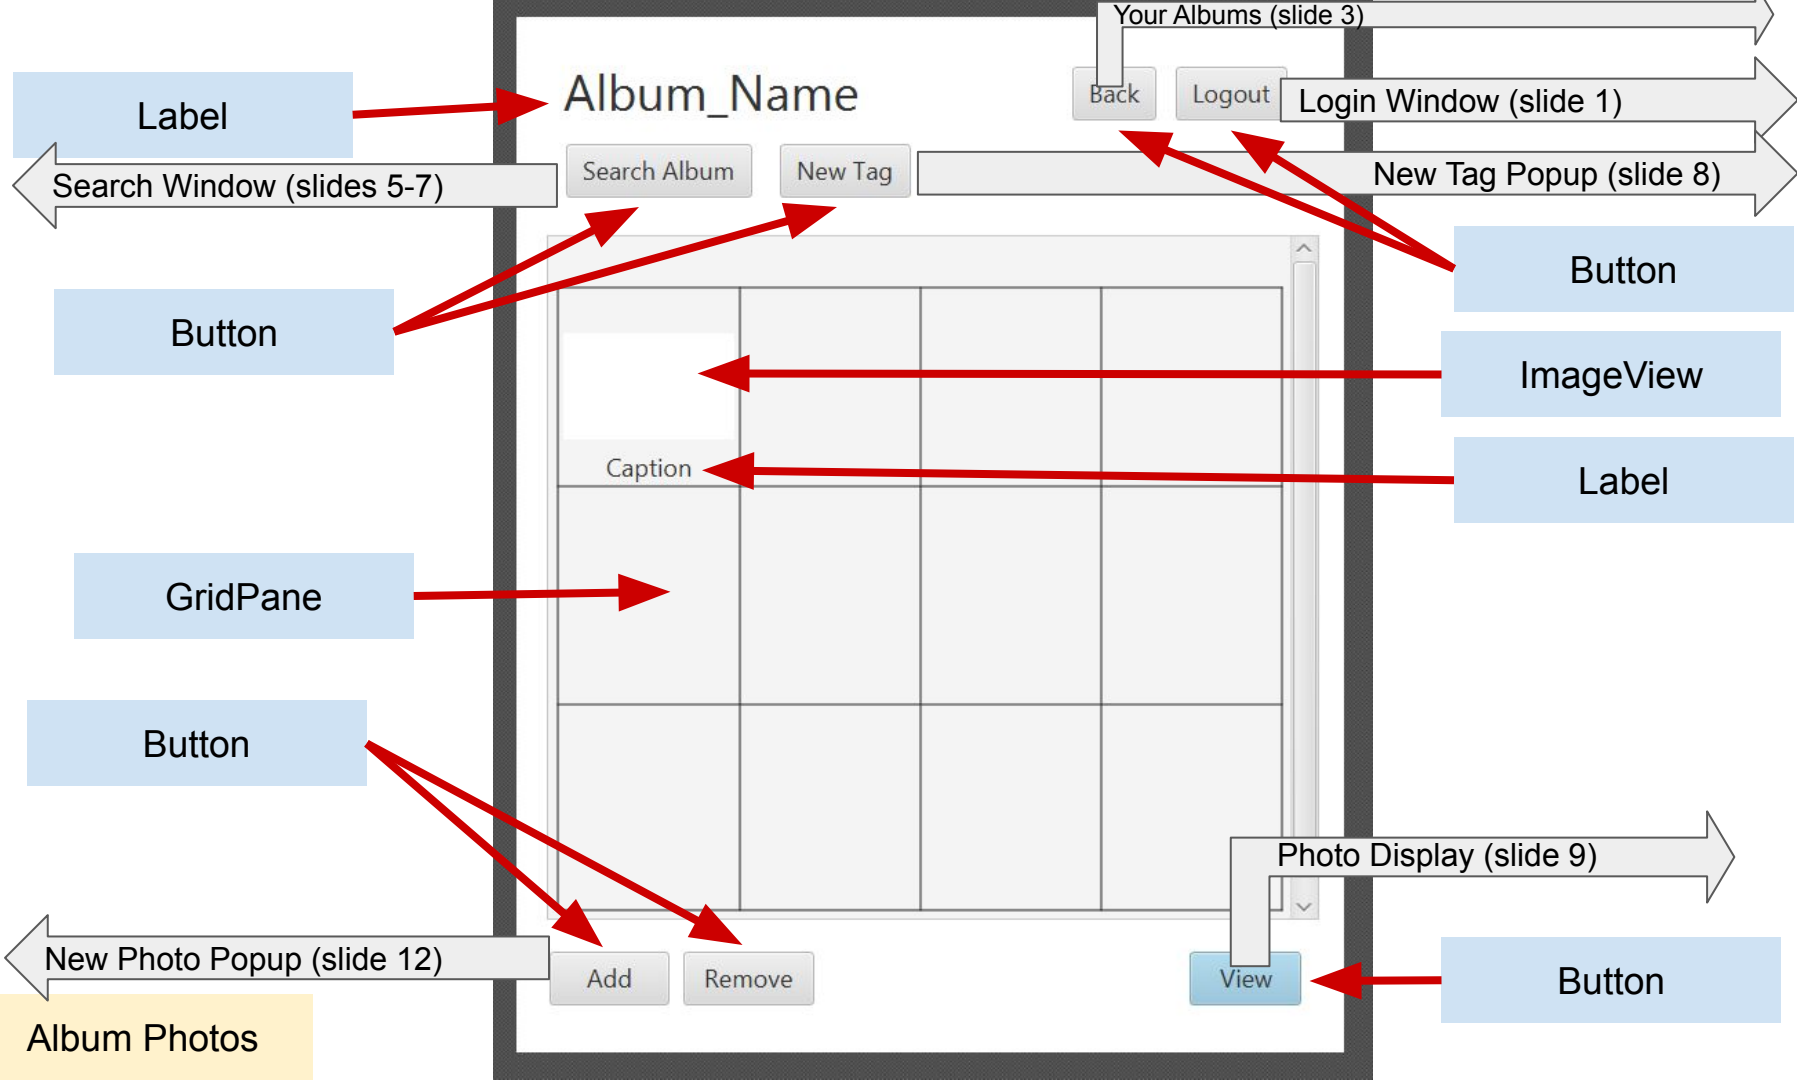 Your Albums (slide 3)
Label
Album_Name
Back
Logout
Login Window (slide 1)
Search Window (slides 5-7)
Search Album
New Tag
New Tag Popup (slide 8)
Button
Button
ImageView
Caption
Label
GridPane
Button
Photo Display (slide 9)
New Photo Popup (slide 12)
Add
Remove
View
Button
Album Photos